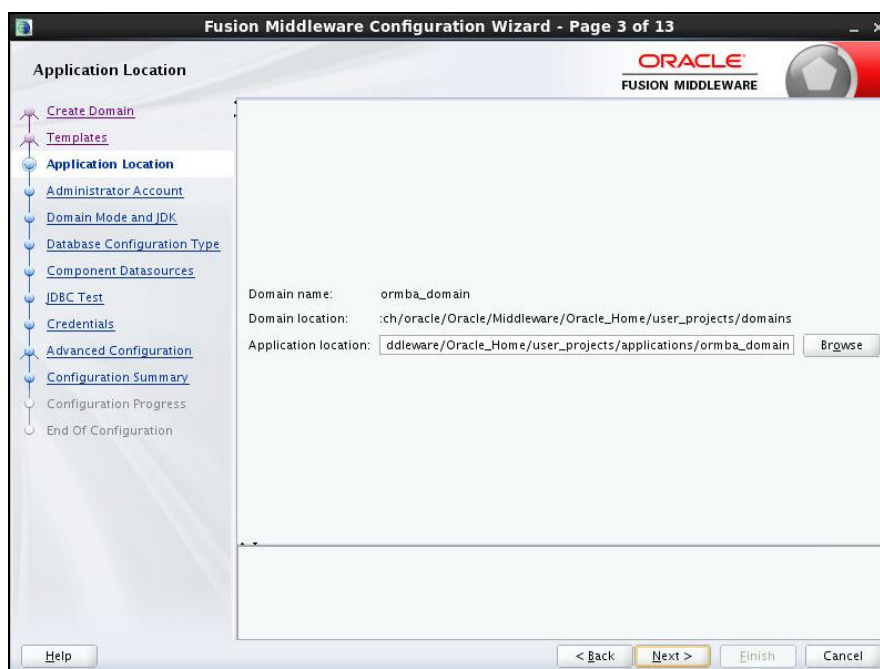 Fusion Middleware Configuration Wizard - Page 3 of 13
Application Location
ORACLE
FUSION MIDDLEWARE
Create Domain
Templates
Application Location
Administrator Account
Domain Mode and JDK
Database Configuration Type
Component Datasources
JDBC Test
Credentials
Advanced Configuration
Configuration Summary
Configuration Progress
End Of Configuration
Domain name: ormba_domain
Domain location: :ch/oracle/Oracle/Middleware/Oracle_Home/user_projects/domains
Application location: ddleware/Oracle_Home/user_projects/applications/ormba_domain Browse
Help < Back Next > Finish Cancel